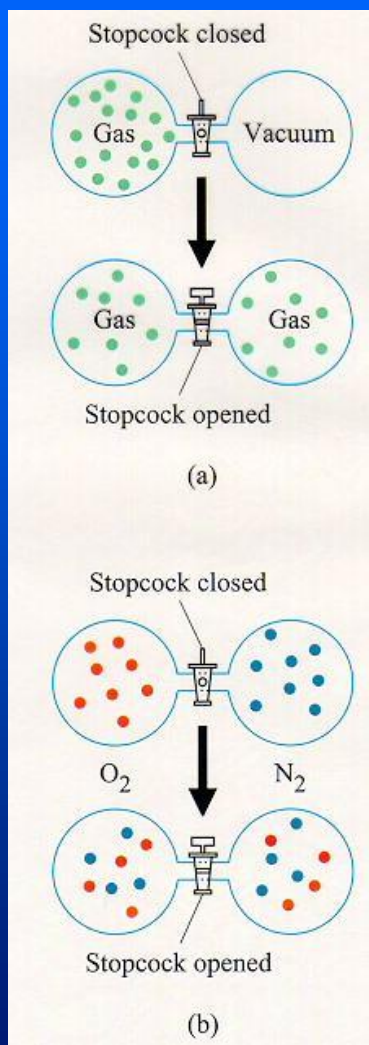 Stopcock closed
Gas
Vacuum
Gas
Gas
Stopcock opened
(a)
Stopcock closed
O₂
N₂
Stopcock opened
(b)